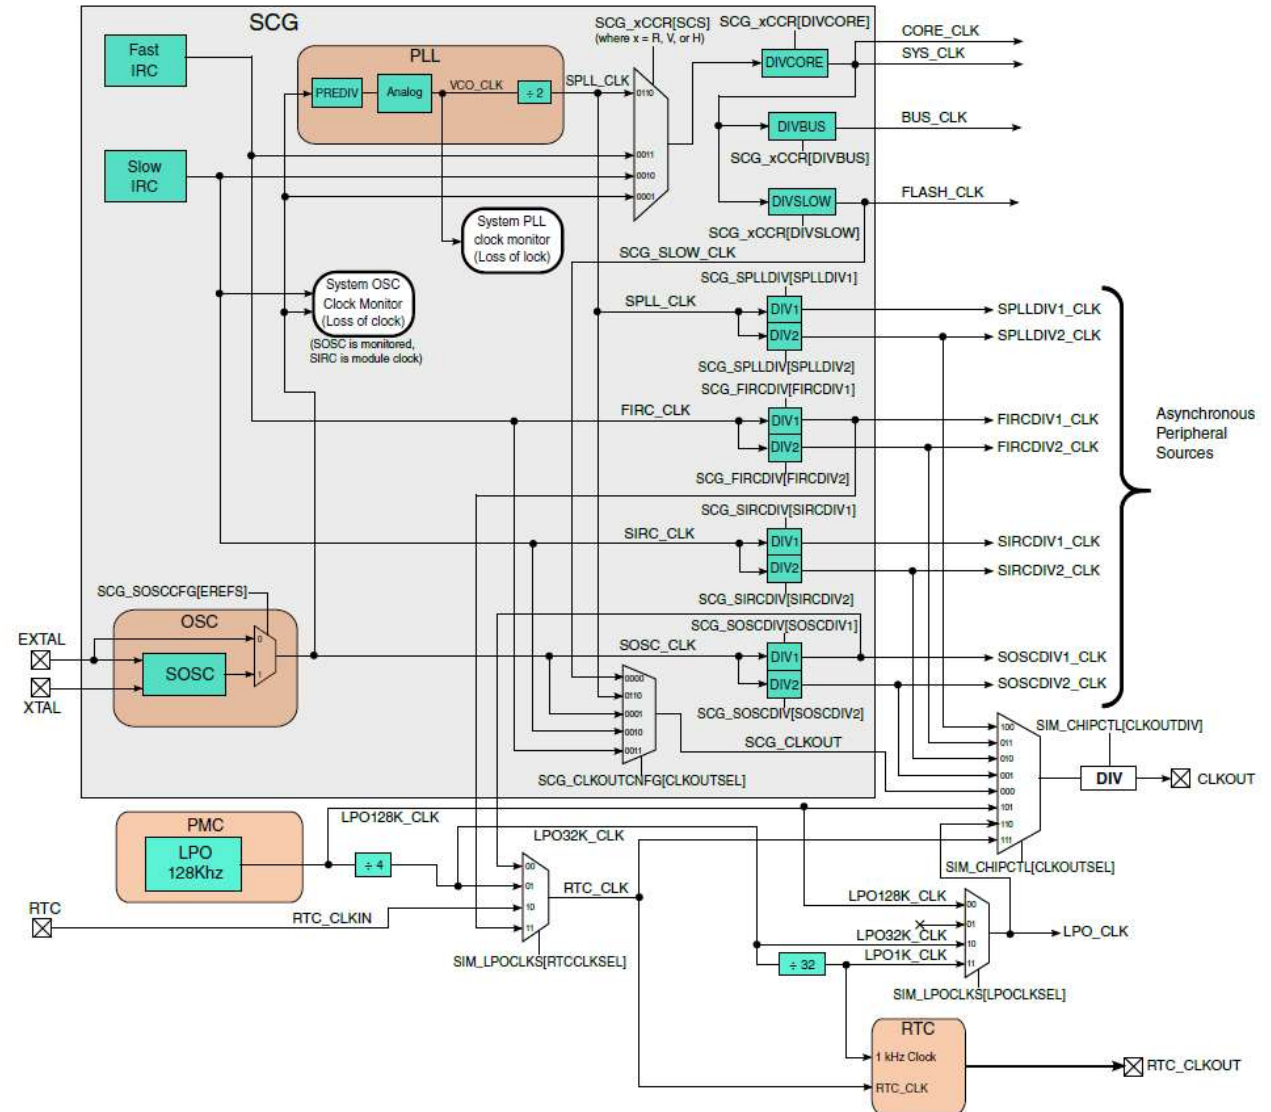 SCG
Fast
IRC
Slow
IRC
PLL
PREDIV
Analog
VCO_CLK
÷ 2
SPLL_CLK
SCG_xCCR[SCS]
(where x = R, V, or H)
0110
0011
0010
0001
SCG_xCCR[DIVCORE]
DIVCORE
CORE_CLK
SYS_CLK
DIVBUS
BUS_CLK
SCG_xCCR[DIVBUS]
DIVSLOW
FLASH_CLK
SCG_xCCR[DIVSLOW]
SCG_SLOW_CLK
System PLL
clock monitor
(Loss of lock)
System OSC
Clock Monitor
(Loss of clock)
(SOSC is monitored,
SIRC is module clock)
SCG_SPLLDIV[SPLLDIV1]
SPLL_CLK
DIV1
DIV2
SPLLDIV1_CLK
SPLLDIV2_CLK
SCG_SPLLDIV[SPLLDIV2]
SCG_FIRCDIV[FIRCDIV1]
FIRC_CLK
DIV1
DIV2
FIRCDIV1_CLK
FIRCDIV2_CLK
SCG_FIRCDIV[FIRCDIV2]
Asynchronous
Peripheral
Sources
SCG_SIRCDIV[SIRCDIV1]
SIRC_CLK
DIV1
DIV2
SIRCDIV1_CLK
SIRCDIV2_CLK
SCG_SIRCDIV[SIRCDIV2]
SCG_SOSCDIV[SOSCDIV1]
SOSC_CLK
DIV1
DIV2
SOSCDIV1_CLK
SOSCDIV2_CLK
SCG_SOSCDIV[SOSCDIV2]
SCG_SOSCCFG[EREFS]
OSC
EXTAL
XTAL
SOSC
0
1
0000
0110
0001
0010
0011
SCG_CLKOUT
SCG_CLKOUTCNFG[CLKOUTSEL]
100
011
010
001
000
101
110
111
SIM_CHIPCTL[CLKOUTDIV]
DIV
CLKOUT
SIM_CHIPCTL[CLKOUTSEL]
PMC
LPO
128Khz
LPO128K_CLK
÷ 4
LPO32K_CLK
RTC
RTC_CLKIN
00
01
10
11
RTC_CLK
SIM_LPOCLKS[RTCCLKSEL]
LPO128K_CLK
LPO32K_CLK
LPO1K_CLK
÷ 32
00
01
10
11
LPO_CLK
SIM_LPOCLKS[LPOCLKSEL]
RTC
1 kHz Clock
RTC_CLK
RTC_CLKOUT